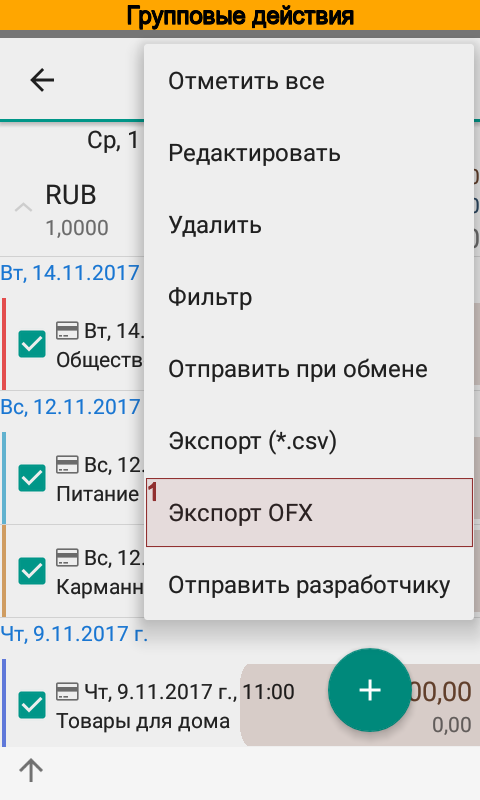 Групповые действия
Отметить все
Ср, 1
Редактировать
RUB
1,0000
Удалить
Вт, 14.11.2017
Фильтр
Вт, 14.
Обществ
Отправить при обмене
Вс, 12.11.2017
Экспорт (*.csv)
Вс, 12.
Питание
1
Экспорт OFX
Вс, 12.
Карманн
Отправить разработчику
Чт, 9.11.2017 г.
Чт, 9.11.2017 г., 11:00
00,00
Товары для дома
0,00